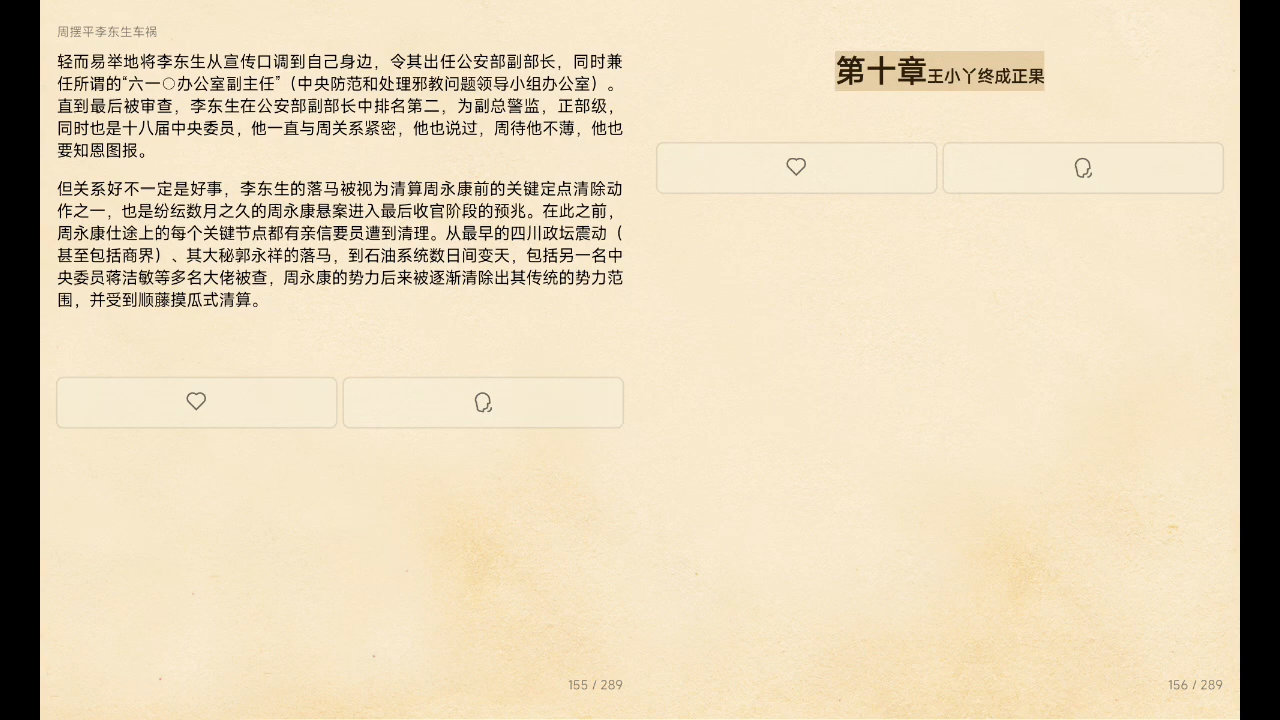 周摆平李东生车祸
轻而易举地将李东生从宣传口调到自己身边，令其出任公安部副部长，同时兼
任所谓的“六一○办公室副主任”（中央防范和处理邪教问题领导小组办公室）。
直到最后被审查，李东生在公安部副部长中排名第二，为副总警监，正部级，
同时也是十八届中央委员，他一直与周关系紧密，他也说过，周待他不薄，他也
要知恩图报。
但关系好不一定是好事，李东生的落马被视为清算周永康前的关键定点清除动
作之一，也是纷纭数月之久的周永康悬案进入最后收官阶段的预兆。在此之前，
周永康仕途上的每个关键节点都有亲信要员遭到清理。从最早的四川政坛震动（
甚至包括商界）、其大秘郭永祥的落马，到石油系统数日间变天，包括另一名中
央委员蒋洁敏等多名大佬被查，周永康的势力后来被逐渐清除出其传统的势力范
围，并受到顺藤摸瓜式清算。
155 / 289
第十章王小丫终成正果
156 / 289